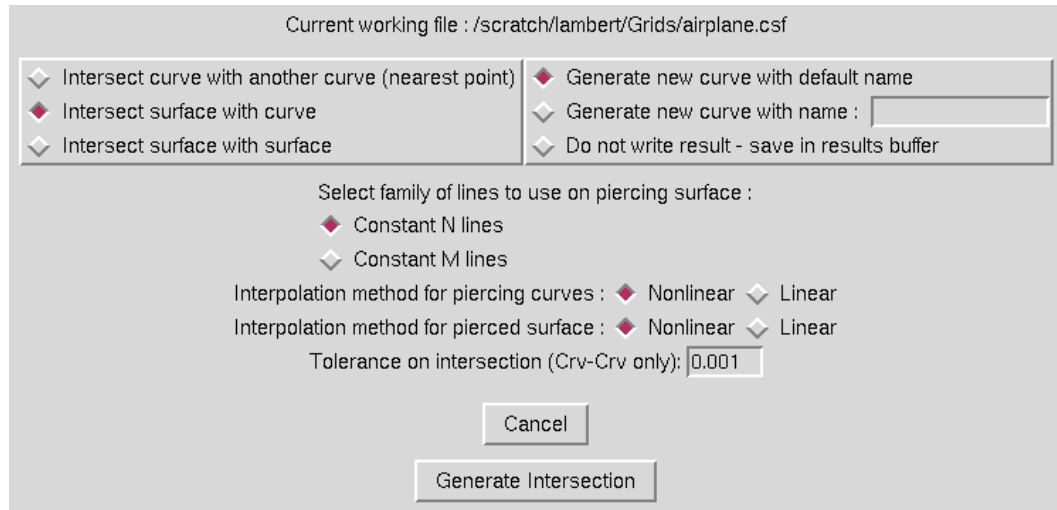 Current working file : /scratch/lambert/Grids/airplane.csf
Intersect curve with another curve (nearest point)
Intersect surface with curve
Intersect surface with surface
Generate new curve with default name
Generate new curve with name :
Do not write result - save in results buffer
Select family of lines to use on piercing surface :
Constant N lines
Constant M lines
Interpolation method for piercing curves : Nonlinear Linear
Interpolation method for pierced surface : Nonlinear Linear
Tolerance on intersection (Crv-Crv only): 0.001
Cancel
Generate Intersection